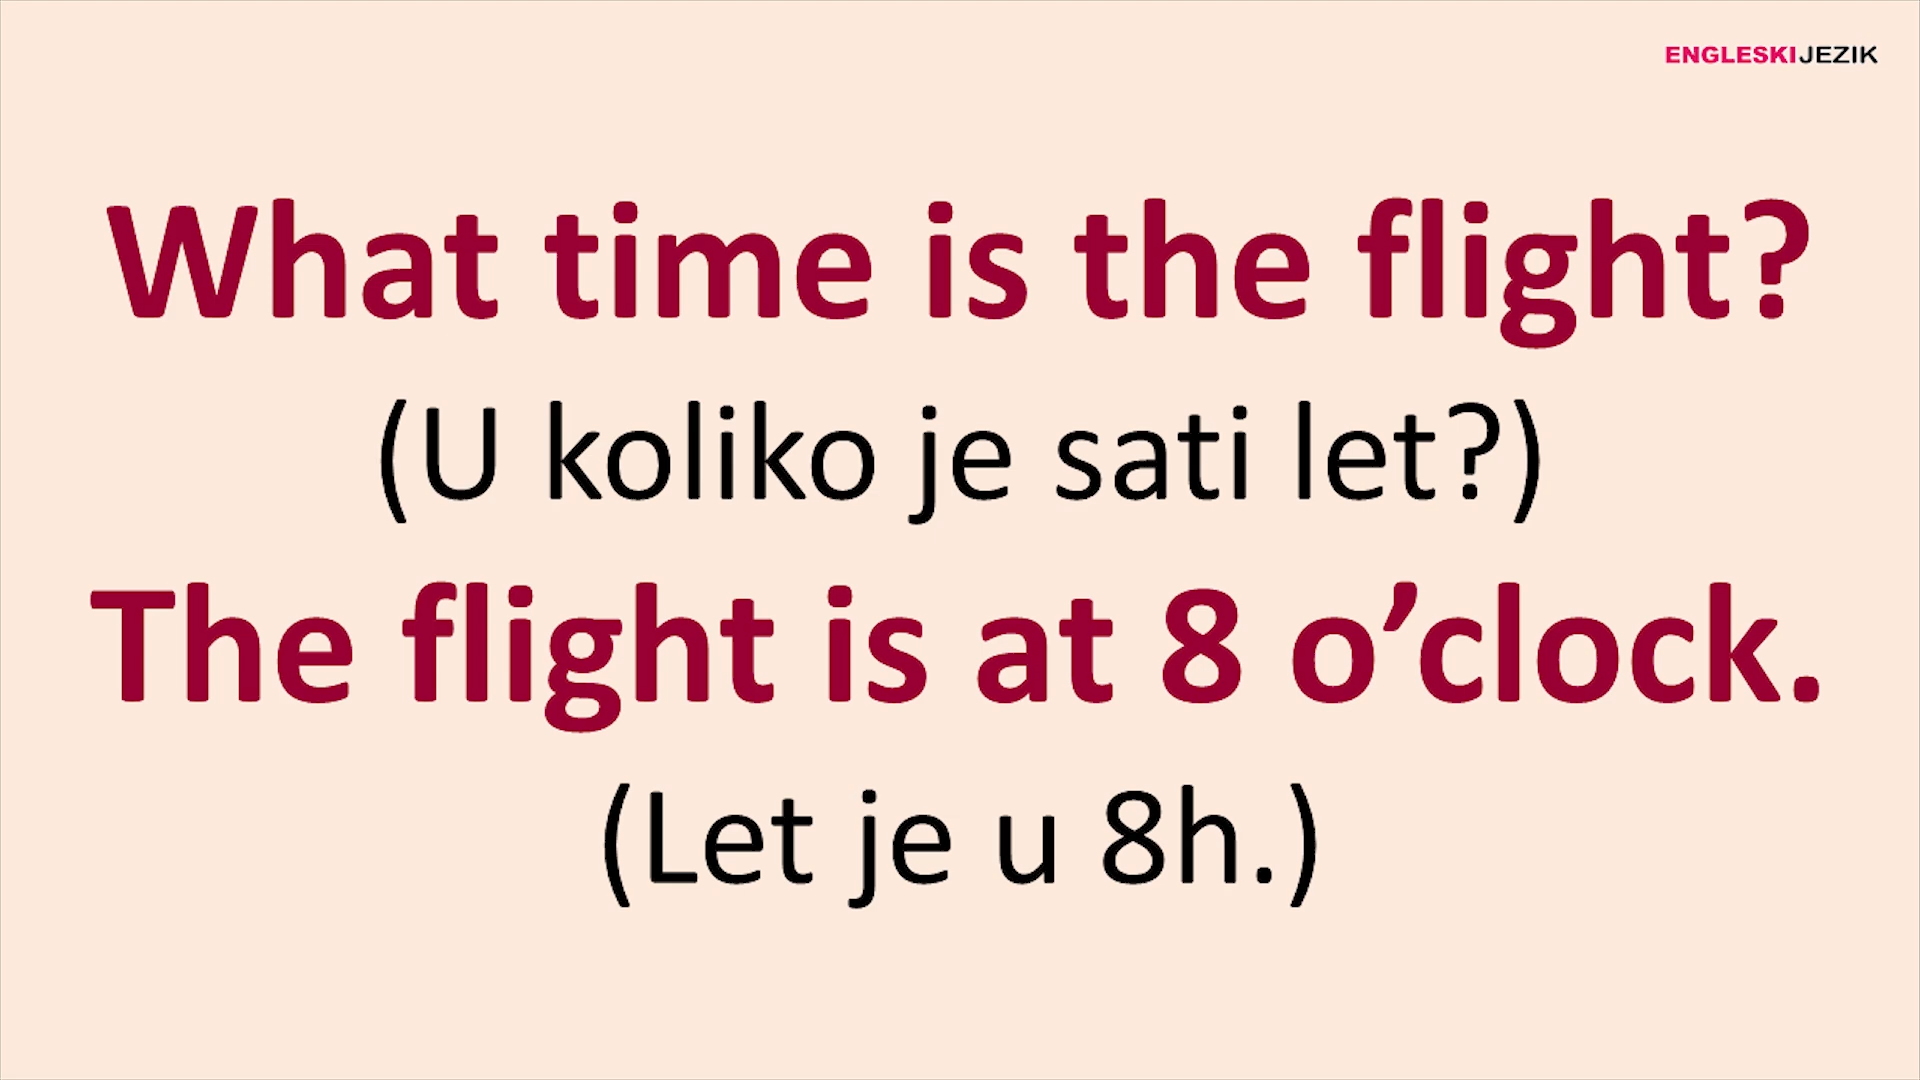 ENGLESKIJEZIK
What time is the flight?
(U koliko je sati let?)
The flight is at 8 o’clock.
(Let je u 8h.)